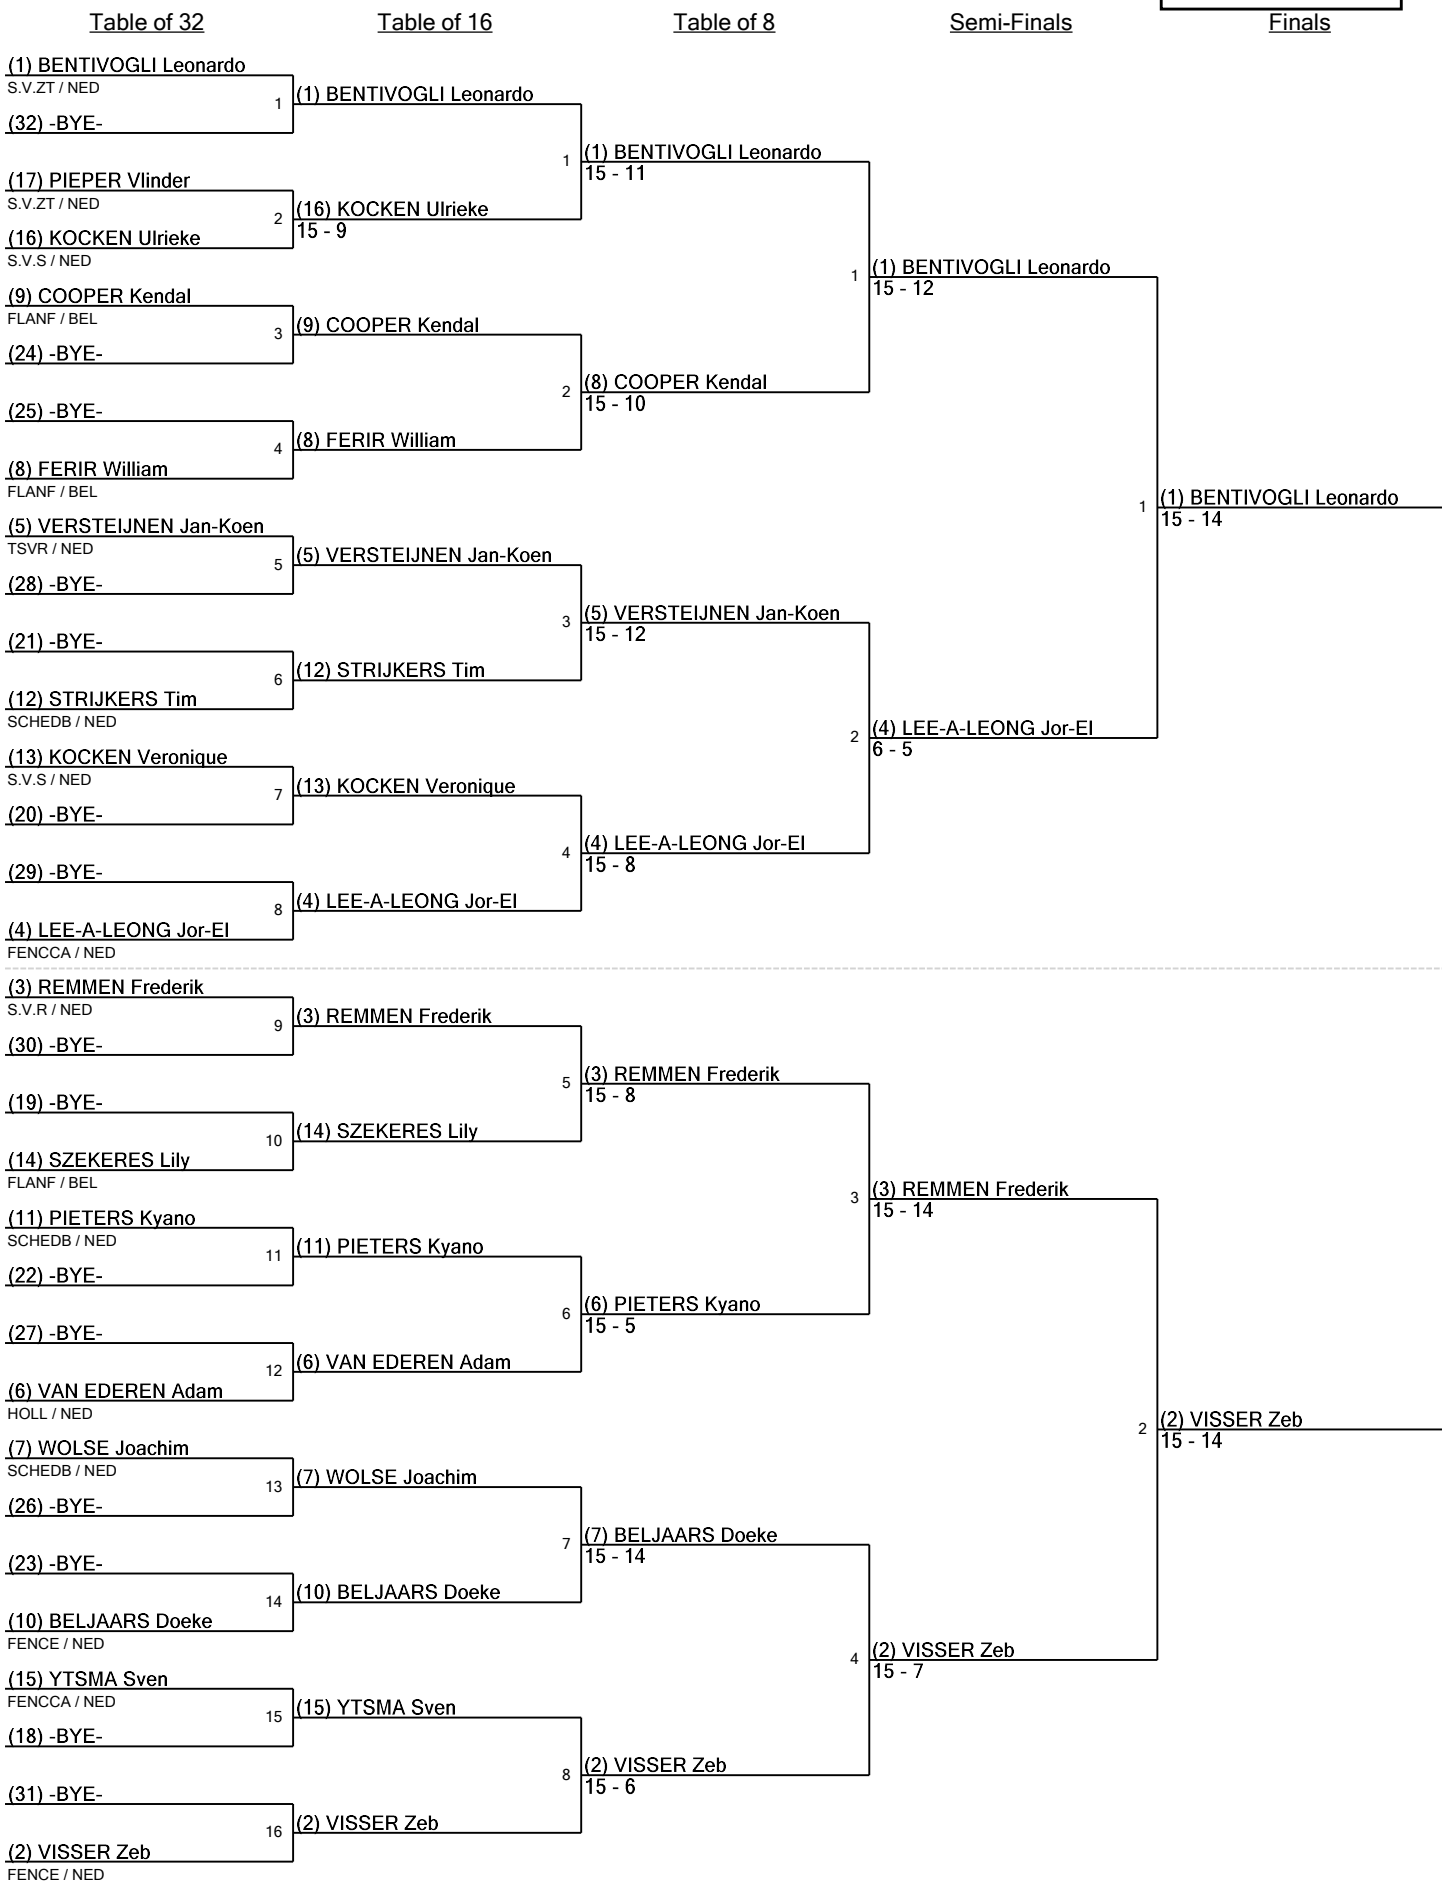 Table of 32
Table of 16
Table of 8
Semi-Finals
Finals
(1) BENTIVOGLI Leonardo
S.V.ZT / NED
(32) -BYE-
(17) PIEPER Vlinder
S.V.ZT / NED
(16) KOCKEN Ulrieke
S.V.S / NED
(9) COOPER Kendal
FLANF / BEL
(24) -BYE-
(25) -BYE-
(8) FERIR William
FLANF / BEL
(5) VERSTEIJNEN Jan-Koen
TSVR / NED
(28) -BYE-
(21) -BYE-
(12) STRIJKERS Tim
SCHEDB / NED
(13) KOCKEN Veronique
S.V.S / NED
(20) -BYE-
(29) -BYE-
(4) LEE-A-LEONG Jor-El
FENCCA / NED
(3) REMMEN Frederik
S.V.R / NED
(30) -BYE-
(19) -BYE-
(14) SZEKERES Lily
FLANF / BEL
(11) PIETERS Kyano
SCHEDB / NED
(22) -BYE-
(27) -BYE-
(6) VAN EDEREN Adam
HOLL / NED
(7) WOLSE Joachim
SCHEDB / NED
(26) -BYE-
(23) -BYE-
(10) BELJAARS Doeke
FENCE / NED
(15) YTSMA Sven
FENCCA / NED
(18) -BYE-
(31) -BYE-
(2) VISSER Zeb
FENCE / NED
1 (1) BENTIVOGLI Leonardo
2 (16) KOCKEN Ulrieke
15 - 9
3 (9) COOPER Kendal
4 (8) FERIR William
5 (5) VERSTEIJNEN Jan-Koen
6 (12) STRIJKERS Tim
7 (13) KOCKEN Veronique
8 (4) LEE-A-LEONG Jor-El
9 (3) REMMEN Frederik
10 (14) SZEKERES Lily
11 (11) PIETERS Kyano
12 (6) VAN EDEREN Adam
13 (7) WOLSE Joachim
14 (10) BELJAARS Doeke
15 (15) YTSMA Sven
16 (2) VISSER Zeb
1 (1) BENTIVOGLI Leonardo
15 - 11
2 (8) COOPER Kendal
15 - 10
3 (5) VERSTEIJNEN Jan-Koen
15 - 12
4 (4) LEE-A-LEONG Jor-El
15 - 8
5 (3) REMMEN Frederik
15 - 8
6 (6) PIETERS Kyano
15 - 5
7 (7) BELJAARS Doeke
15 - 14
8 (2) VISSER Zeb
15 - 6
1 (1) BENTIVOGLI Leonardo
15 - 12
2 (4) LEE-A-LEONG Jor-El
6 - 5
3 (3) REMMEN Frederik
15 - 14
4 (2) VISSER Zeb
15 - 7
1 (1) BENTIVOGLI Leonardo
15 - 14
2 (2) VISSER Zeb
15 - 14